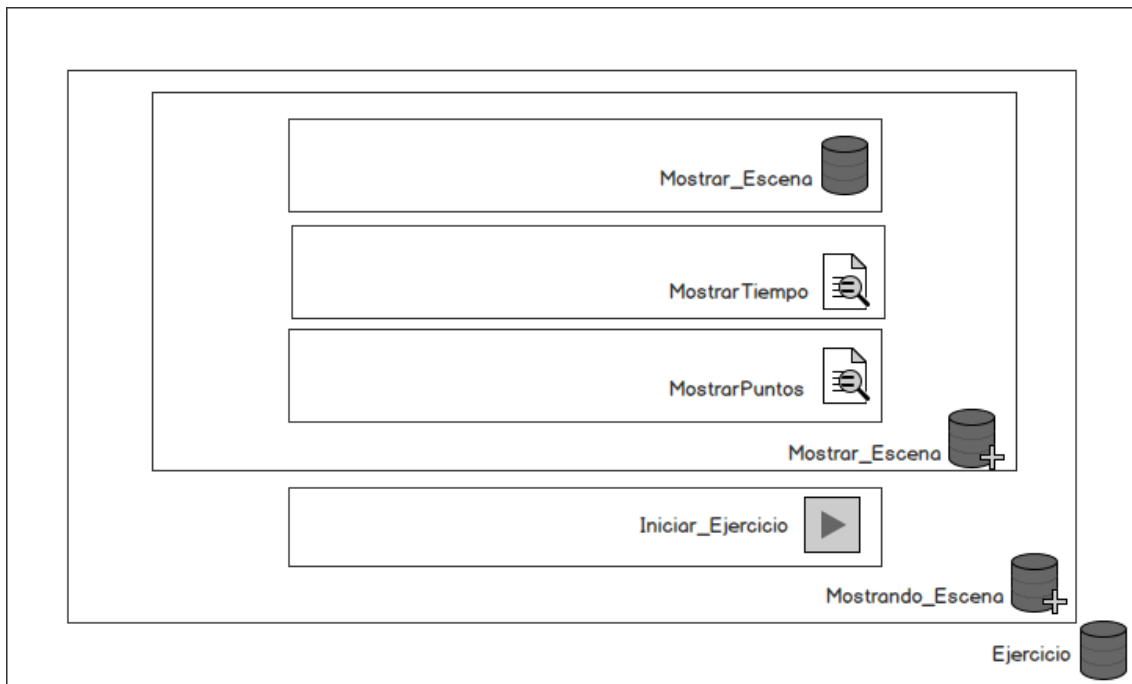 Mostrar_Escena
MostrarTiempo
MostrarPuntos
Mostrar_Escena
Iniciar_Ejercicio
Mostrando_Escena
Ejercicio